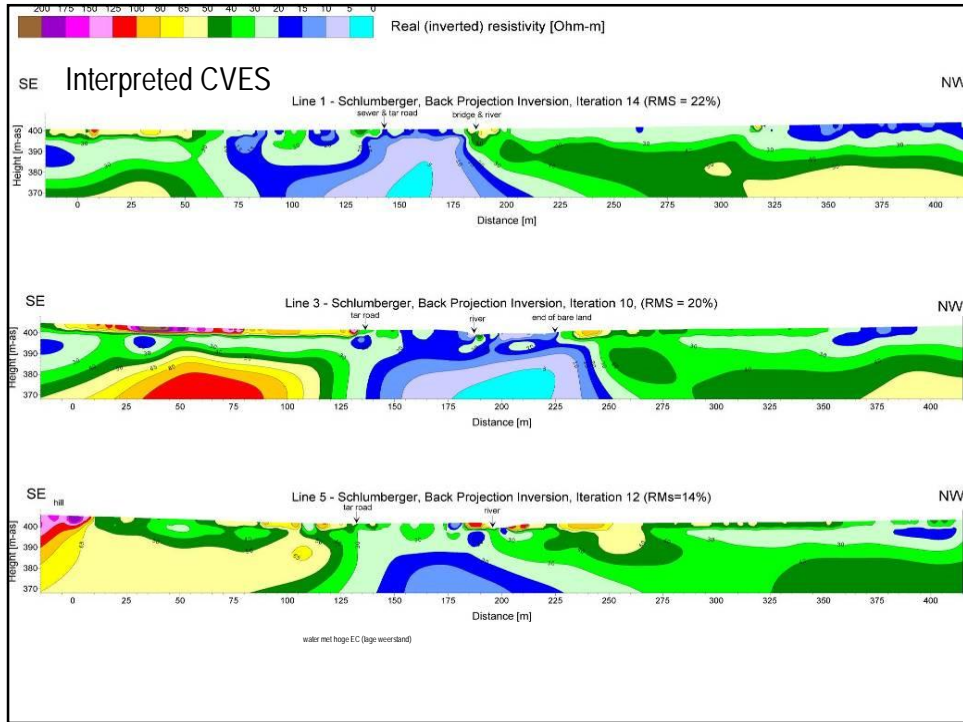 200 175 150 125 100 80 65 50 40 30 20 15 10 5 0
Real (inverted) resistivity [Ohm-m]
SE Interpreted CVES NW
Line 1 - Schlumberger, Back Projection Inversion, Iteration 14 (RMS = 22%)
sewer & tar road bridge & river
Height [m-as]
400
390
380
370
0 25 50 75 100 125 150 175 200 225 250 275 300 325 350 375 400
Distance [m]
SE NW
Line 3 - Schlumberger, Back Projection Inversion, Iteration 10, (RMS = 20%)
tar road river end of bare land
Height [m-as]
400
390
380
370
0 25 50 75 100 125 150 175 200 225 250 275 300 325 350 375 400
Distance [m]
SE NW
hill
Line 5 - Schlumberger, Back Projection Inversion, Iteration 12 (RMs=14%)
tar road river
Height [m-as]
400
390
380
370
0 25 50 75 100 125 150 175 200 225 250 275 300 325 350 375 400
Distance [m]
water met hoge EC (lage weerstand)